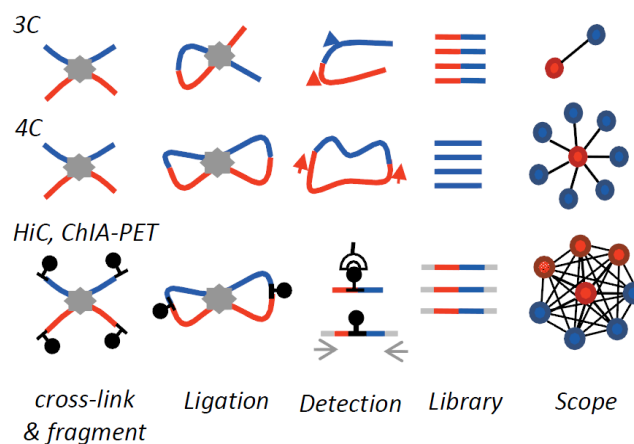 3C
4C
HiC, ChIA-PET
cross-link
& fragment
Ligation
Detection
Library
Scope